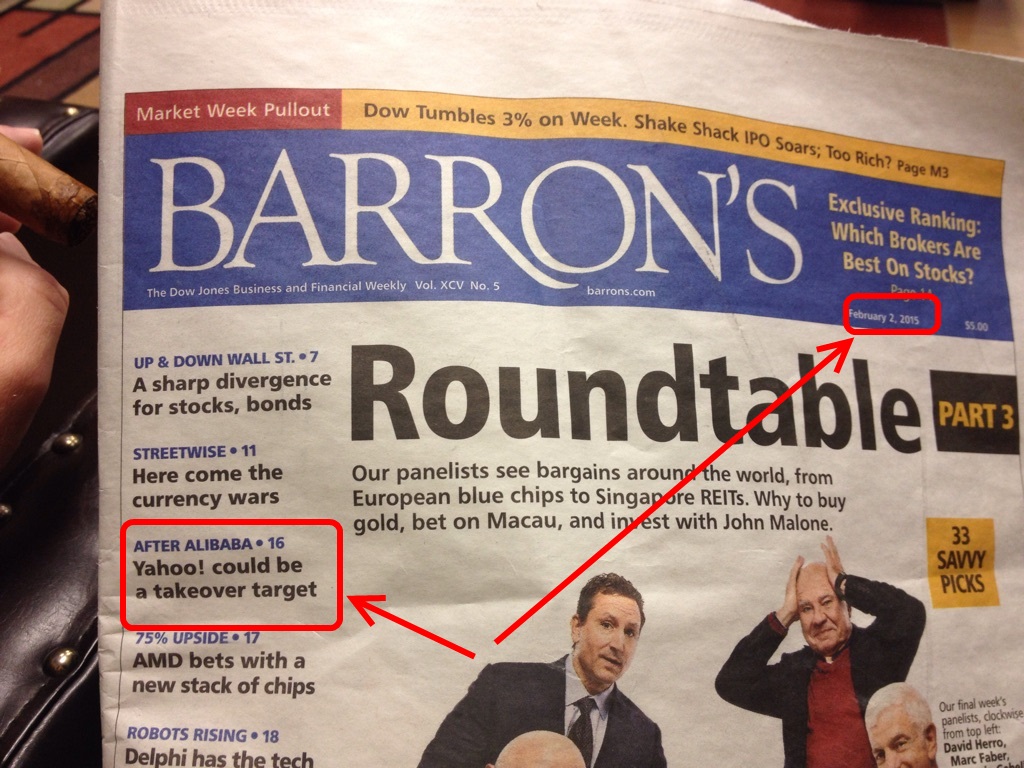 Market Week Pullout
Dow Tumbles 3% on Week. Shake Shack IPO Soars; Too Rich? Page M3
BARRON'S
Exclusive Ranking:
Which Brokers Are
Best On Stocks?
Page 14
The Dow Jones Business and Financial Weekly Vol. XCV No. 5
barrons.com
February 2, 2015
$5.00
UP & DOWN WALL ST. • 7
A sharp divergence
for stocks, bonds
STREETWISE • 11
Here come the
currency wars
AFTER ALIBABA • 16
Yahoo! could be
a takeover target
75% UPSIDE • 17
AMD bets with a
new stack of chips
ROBOTS RISING • 18
Delphi has the tech
Roundtable
PART 3
Our panelists see bargains around the world, from
European blue chips to Singapore REITs. Why to buy
gold, bet on Macau, and invest with John Malone.
33
SAVVY
PICKS
Our final week's
panelists, clockwise
from top left:
David Herro,
Marc Faber,